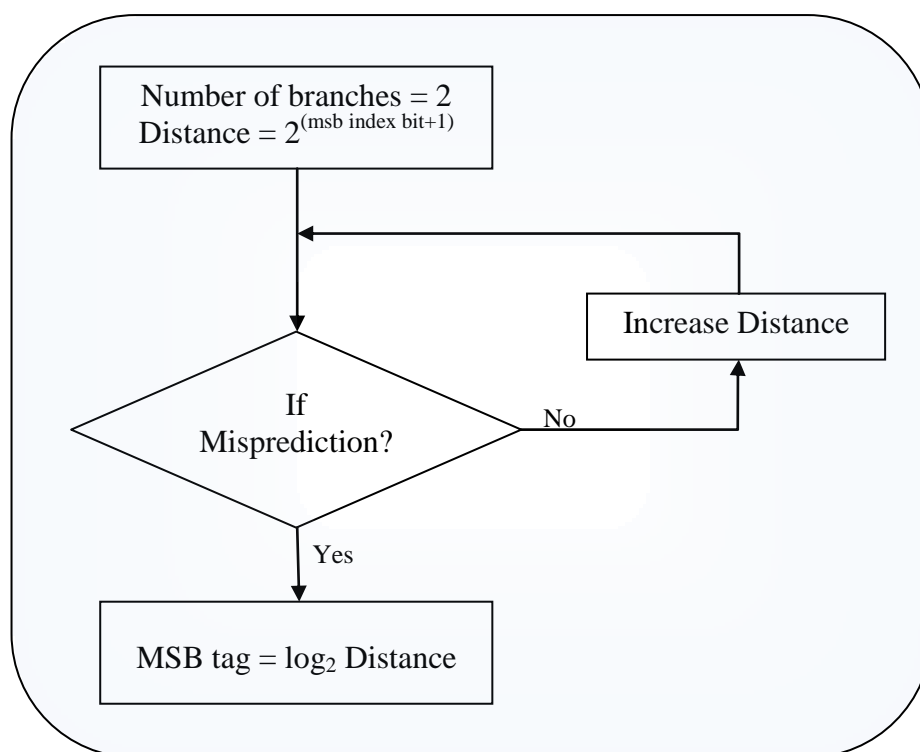 Number of branches = 2
Distance = 2^(msb index bit+1)
Increase Distance
If
Misprediction?
No
Yes
MSB tag = log₂ Distance